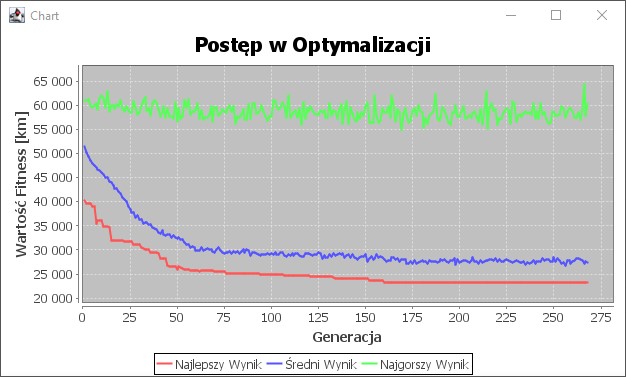 Chart
Postęp w Optymalizacji
Wartość Fitness [km]
65 000
60 000
55 000
50 000
45 000
40 000
35 000
30 000
25 000
20 000
0 25 50 75 100 125 150 175 200 225 250 275
Generacja
Najlepszy Wynik Średni Wynik Najgorszy Wynik